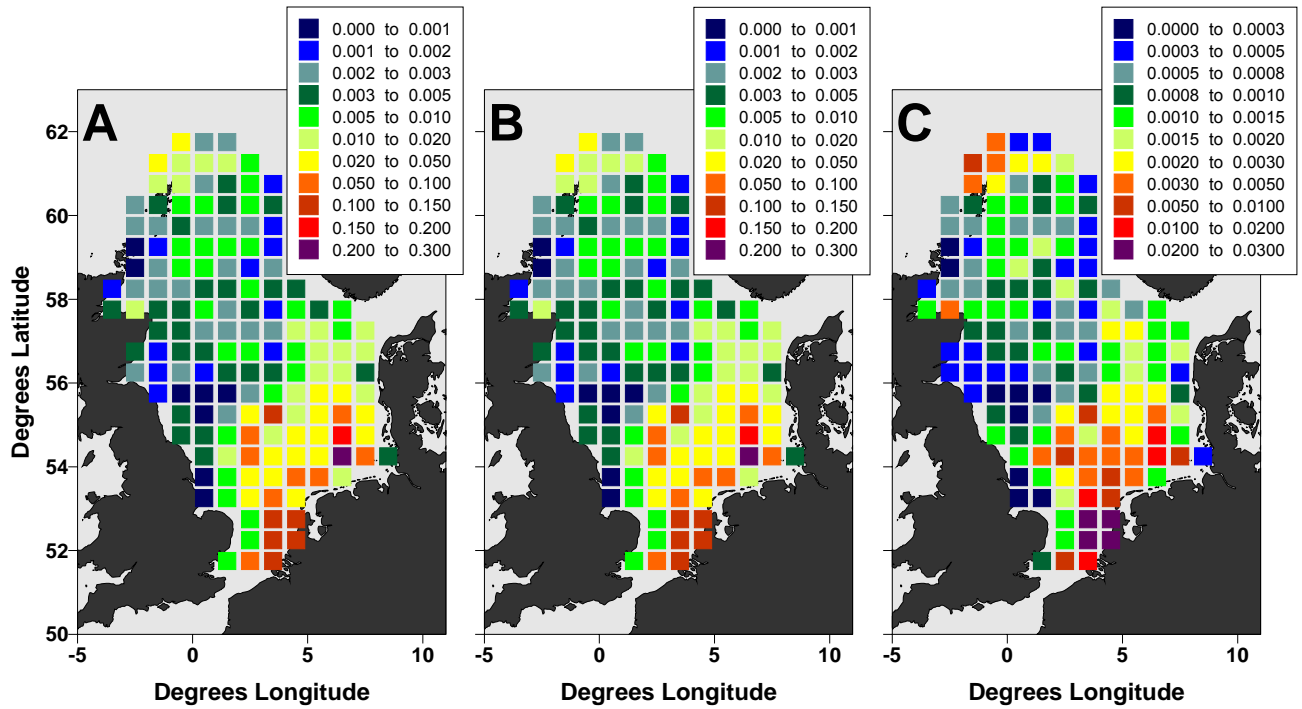 A
0.000 to 0.001
0.001 to 0.002
0.002 to 0.003
0.003 to 0.005
0.005 to 0.010
0.010 to 0.020
0.020 to 0.050
0.050 to 0.100
0.100 to 0.150
0.150 to 0.200
0.200 to 0.300
B
0.000 to 0.001
0.001 to 0.002
0.002 to 0.003
0.003 to 0.005
0.005 to 0.010
0.010 to 0.020
0.020 to 0.050
0.050 to 0.100
0.100 to 0.150
0.150 to 0.200
0.200 to 0.300
C
0.0000 to 0.0003
0.0003 to 0.0005
0.0005 to 0.0008
0.0008 to 0.0010
0.0010 to 0.0015
0.0015 to 0.0020
0.0020 to 0.0030
0.0030 to 0.0050
0.0050 to 0.0100
0.0100 to 0.0200
0.0200 to 0.0300
Degrees Latitude
62
60
58
56
54
52
50
-5 0 5 10
-5 0 5 10
-5 0 5 10
Degrees Longitude
Degrees Longitude
Degrees Longitude